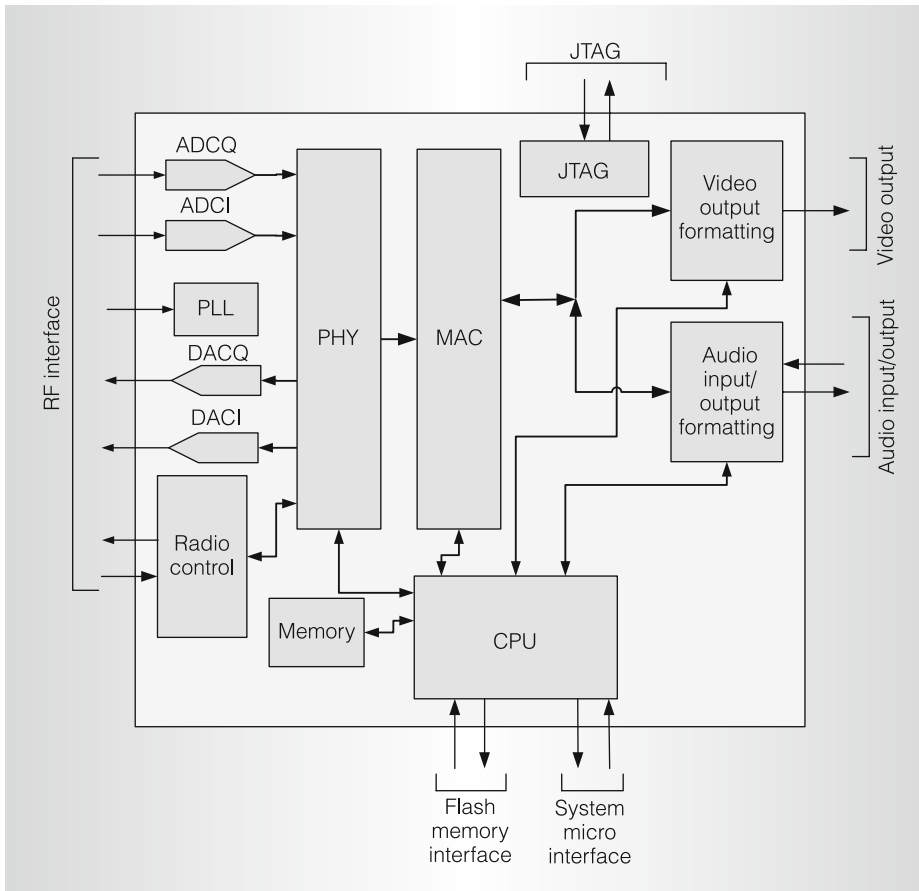 JTAG
ADCQ
ADCI
PLL
DACQ
DACI
Radio
control
RF interface
PHY
MAC
JTAG
Video
output
formatting
Video output
Audio
input/
output
formatting
Audio input/output
Memory
CPU
Flash
memory
interface
System
micro
interface